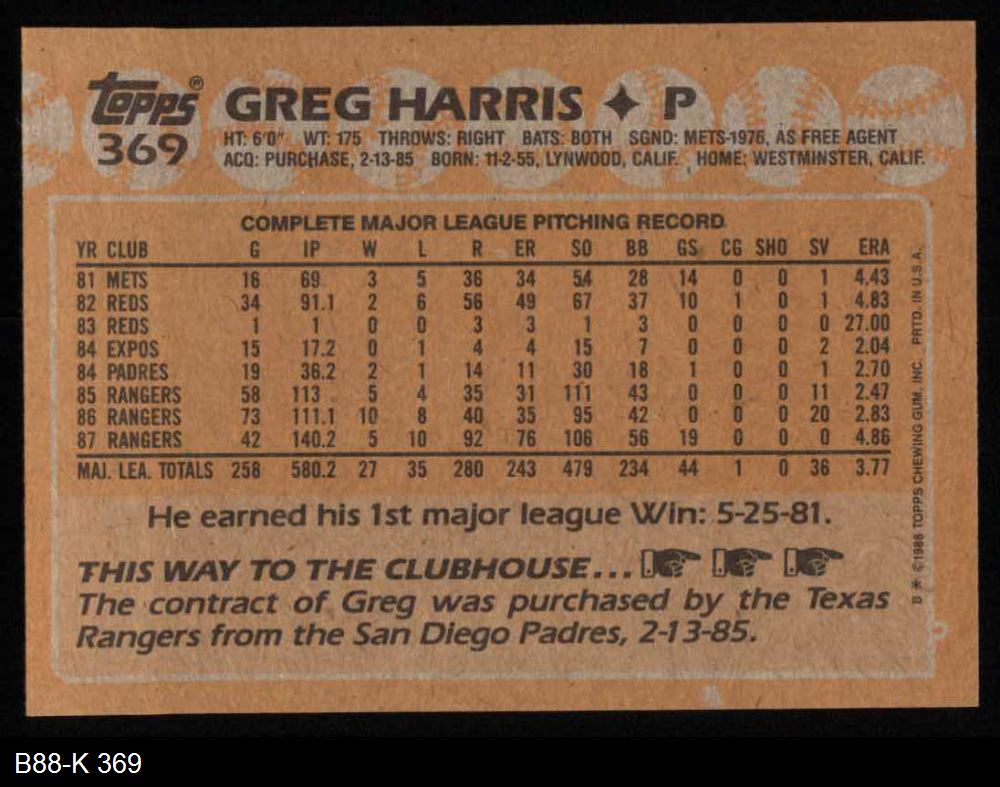 Topps®
369
GREG HARRIS ✦ P
HT: 6'0" WT: 175 THROWS: RIGHT BATS: BOTH SGND: METS-1976, AS FREE AGENT
ACQ: PURCHASE, 2-13-85 BORN: 11-2-55, LYNWOOD, CALIF. HOME: WESTMINSTER, CALIF.
COMPLETE MAJOR LEAGUE PITCHING RECORD
YR CLUB G IP W L R ER SO BB GS CG SHO SV ERA
81 METS 16 69 3 5 36 34 54 28 14 0 0 1 4.43
82 REDS 34 91.1 2 6 56 49 67 37 10 1 0 1 4.83
83 REDS 1 1 0 0 3 3 1 3 0 0 0 0 27.00
84 EXPOS 15 17.2 0 1 4 4 15 7 0 0 0 2 2.04
84 PADRES 19 36.2 2 1 14 11 30 18 1 0 0 1 2.70
85 RANGERS 58 113 5 4 35 31 111 43 0 0 0 11 2.47
86 RANGERS 73 111.1 10 8 40 35 95 42 0 0 0 20 2.83
87 RANGERS 42 140.2 5 10 92 76 106 56 19 0 0 0 4.86
MAJ. LEA. TOTALS 258 580.2 27 35 280 243 479 234 44 1 0 36 3.77
He earned his 1st major league Win: 5-25-81.
THIS WAY TO THE CLUBHOUSE...
The contract of Greg was purchased by the Texas
Rangers from the San Diego Padres, 2-13-85.
B ✳ ©1988 TOPPS CHEWING GUM, INC. PRTD. IN U.S.A.
B88-K 369